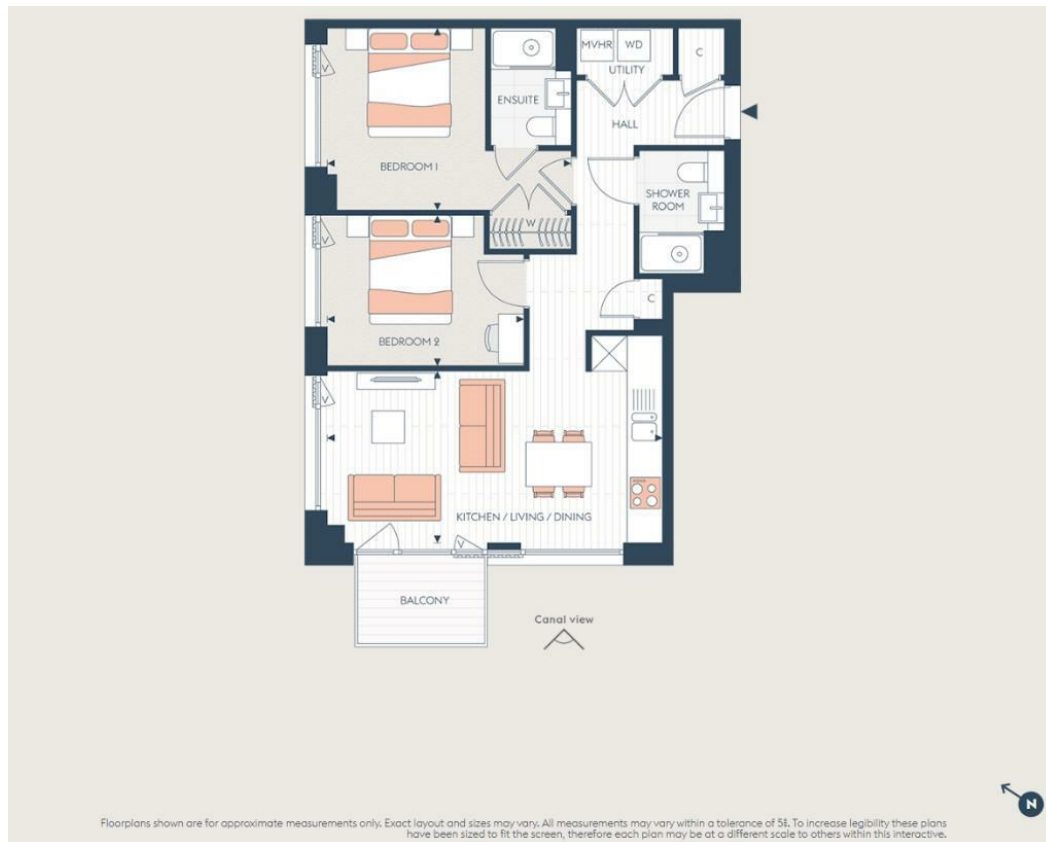 MVHR
WD
C
UTILITY
V
ENSUITE
HALL
BEDROOM 1
SHOWER
ROOM
W
V
C
BEDROOM 2
V
KITCHEN / LIVING / DINING
V
BALCONY
Canal view
N
Floorplans shown are for approximate measurements only. Exact layout and sizes may vary. All measurements may vary within a tolerance of 5%. To increase legibility these plans
have been sized to fit the screen, therefore each plan may be at a different scale to others within this interactive.